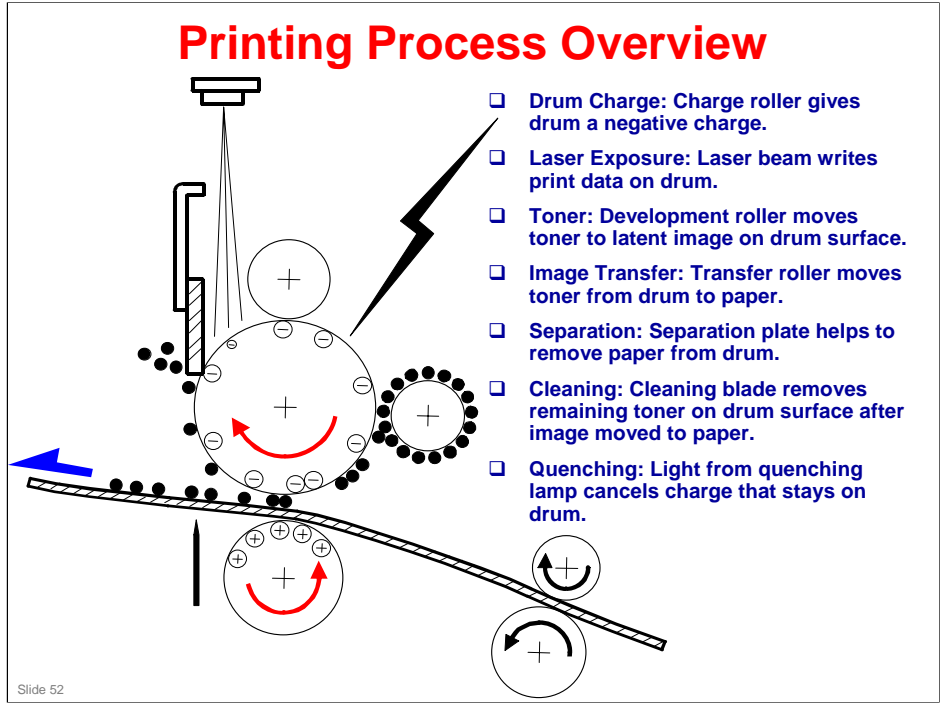 Printing Process Overview
❑ Drum Charge: Charge roller gives
drum a negative charge.
❑ Laser Exposure: Laser beam writes
print data on drum.
❑ Toner: Development roller moves
toner to latent image on drum surface.
❑ Image Transfer: Transfer roller moves
toner from drum to paper.
❑ Separation: Separation plate helps to
remove paper from drum.
❑ Cleaning: Cleaning blade removes
remaining toner on drum surface after
image moved to paper.
❑ Quenching: Light from quenching
lamp cancels charge that stays on
drum.
Slide 52